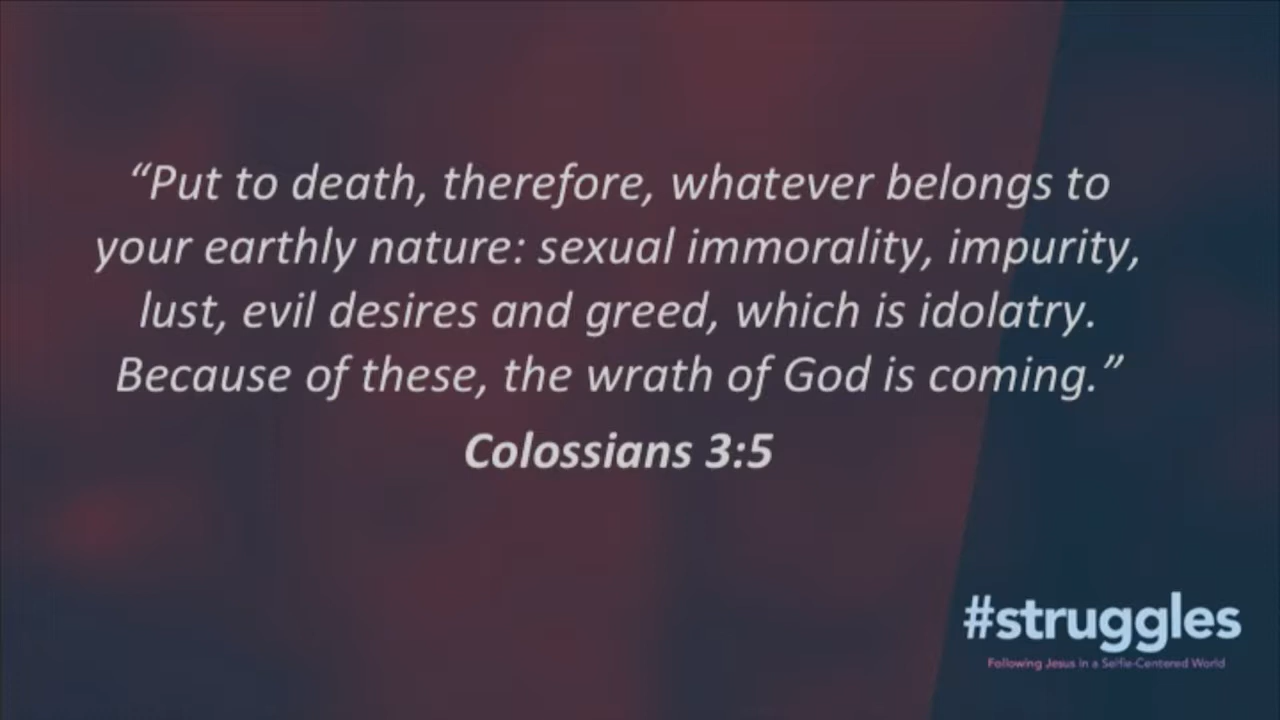 “Put to death, therefore, whatever belongs to
your earthly nature: sexual immorality, impurity,
lust, evil desires and greed, which is idolatry.
Because of these, the wrath of God is coming.”
Colossians 3:5
#struggles
Following Jesus in a Selfie-Centered World